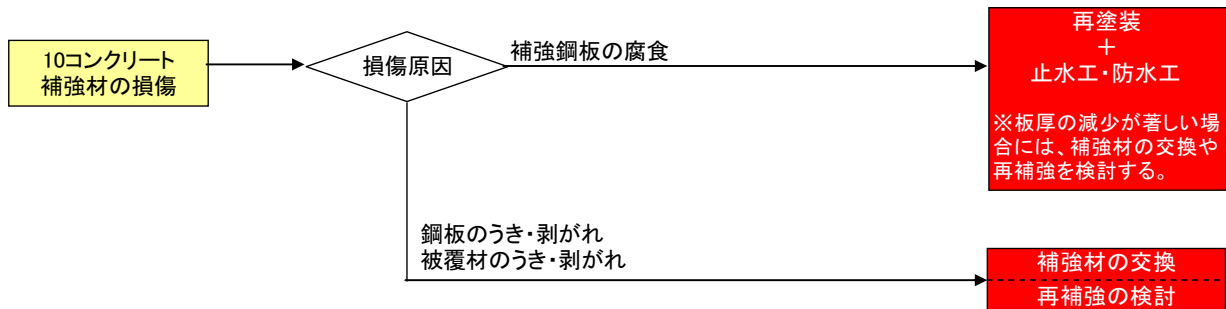 10コンクリート
補強材の損傷
損傷原因
補強鋼板の腐食
再塗装
＋
止水工・防水工
※板厚の減少が著しい場
合には、補強材の交換や
再補強を検討する。
鋼板のうき・剥がれ
被覆材のうき・剥がれ
補強材の交換
再補強の検討